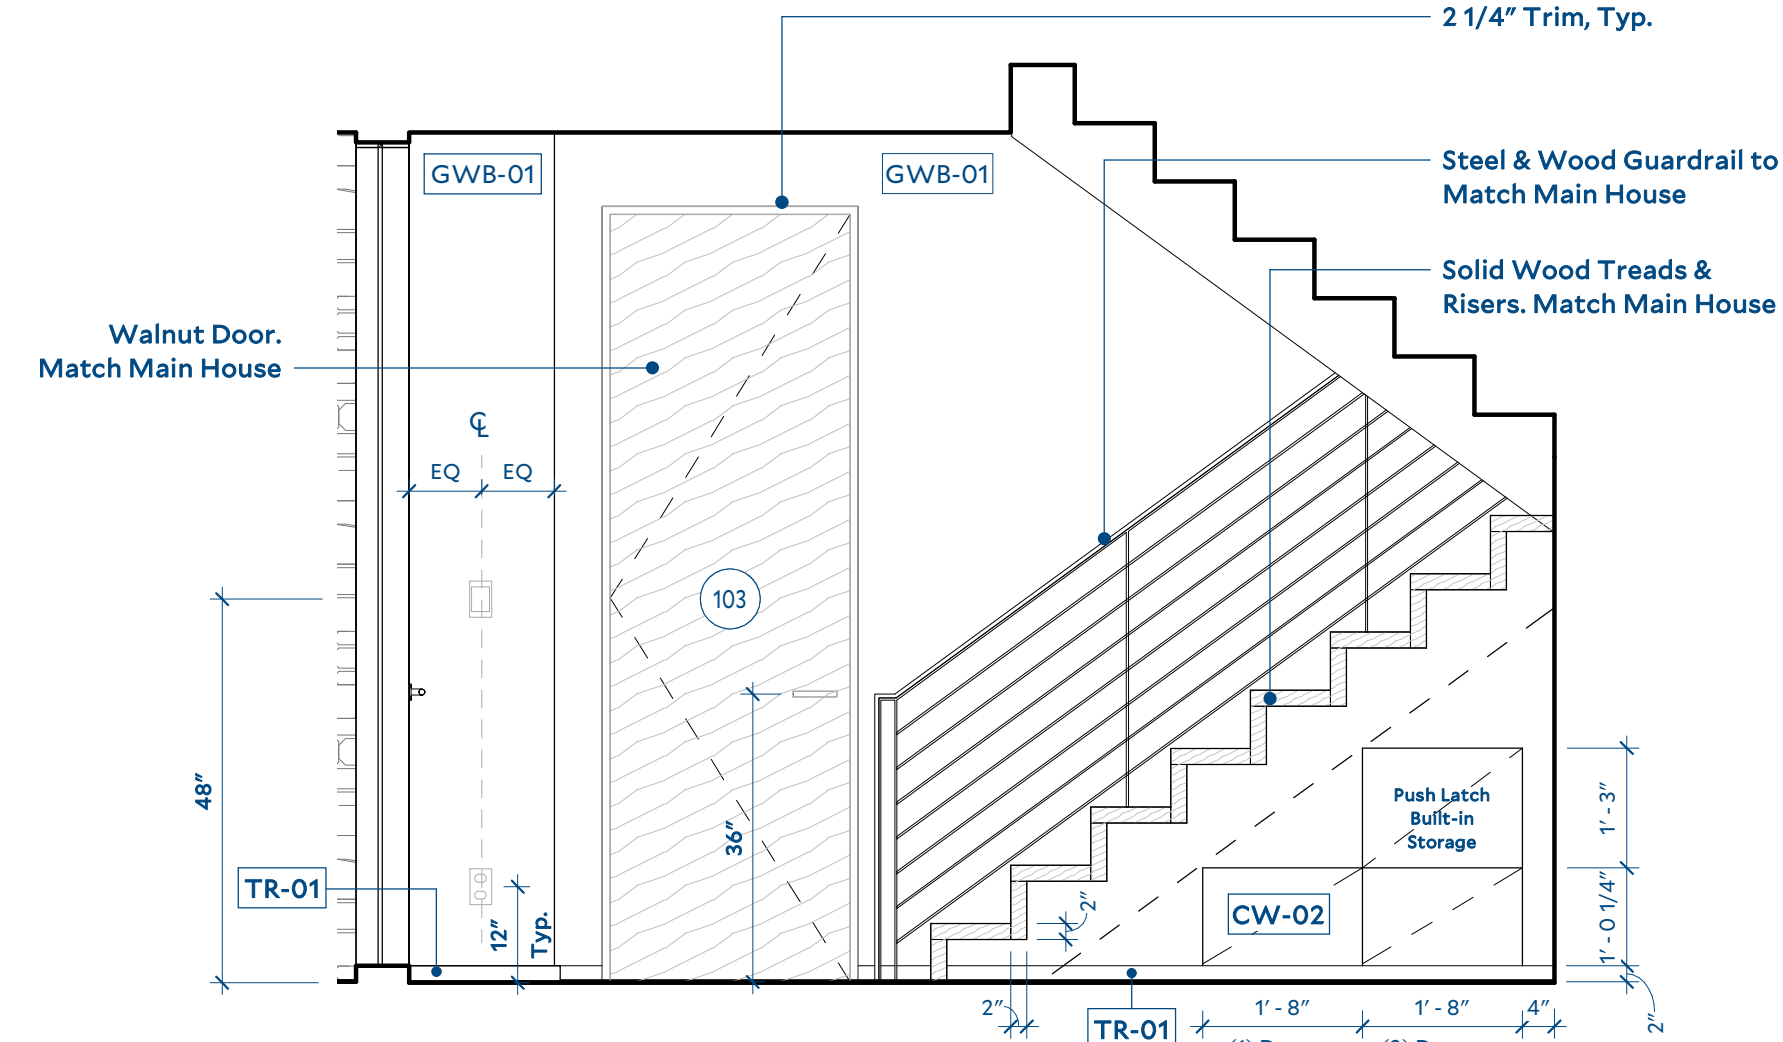 2 1/4″ Trim, Typ.
GWB-01
GWB-01
Steel & Wood Guardrail to
Match Main House
Solid Wood Treads &
Risers. Match Main House
Walnut Door.
Match Main House
℄
EQ
EQ
103
48″
36″
Push Latch
Built-in
Storage
1′ - 3″
TR-01
12″
Typ.
2″
CW-02
1′ - 0 1/4″
2″
TR-01
1′ - 8″
1′ - 8″
4″
2″